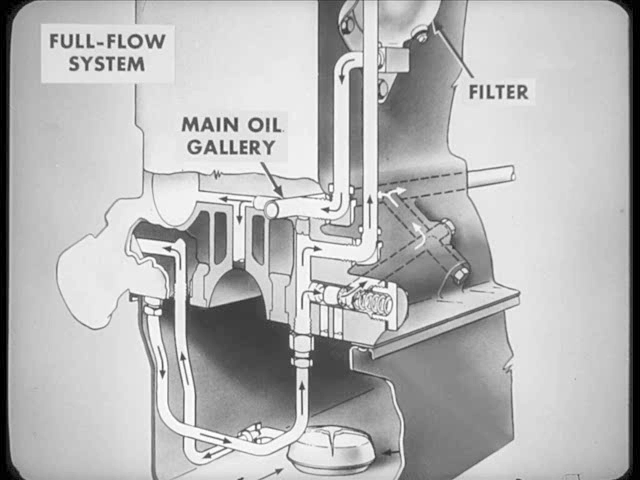 FULL-FLOW
SYSTEM
FILTER
MAIN OIL
GALLERY